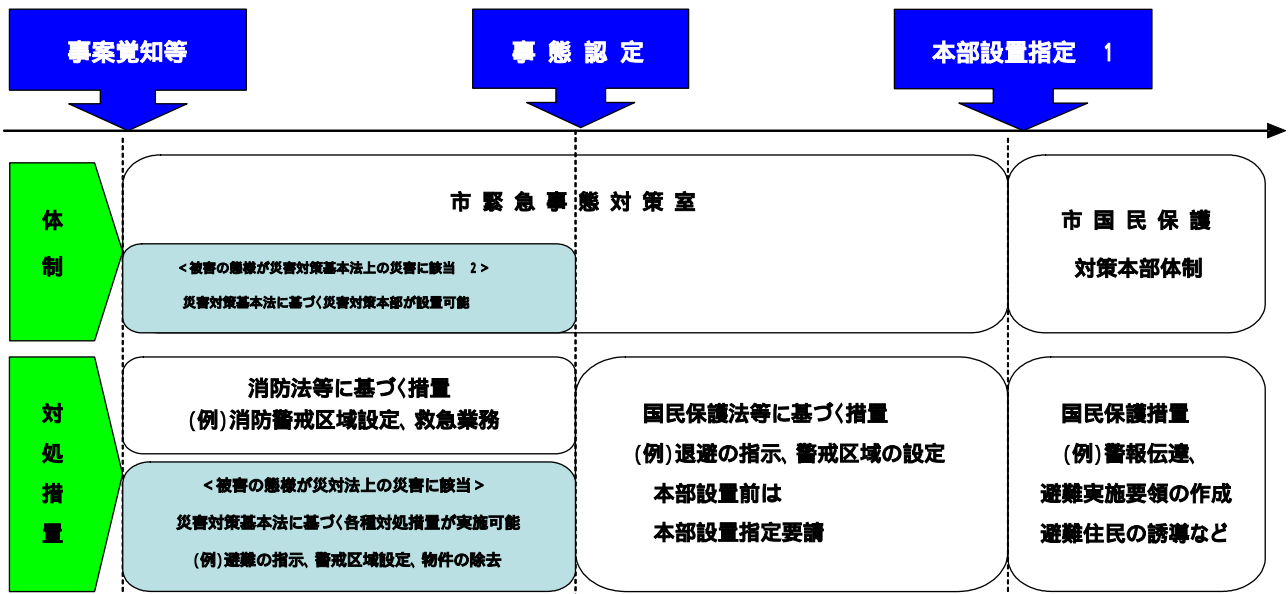 事案覚知等
事態認定
本部設置指定 1
体制
市緊急事態対策室
<被害の態様が災害対策基本法上の災害に該当 2>
災害対策基本法に基づく災害対策本部が設置可能
市国民保護
対策本部体制
対処措置
消防法等に基づく措置
(例)消防警戒区域設定、救急業務
<被害の態様が災対法上の災害に該当>
災害対策基本法に基づく各種対処措置が実施可能
(例)避難の指示、警戒区域設定、物件の除去
国民保護法等に基づく措置
(例)退避の指示、警戒区域の設定
本部設置前は
本部設置指定要請
国民保護措置
(例)警報伝達、
避難実施要領の作成
避難住民の誘導など